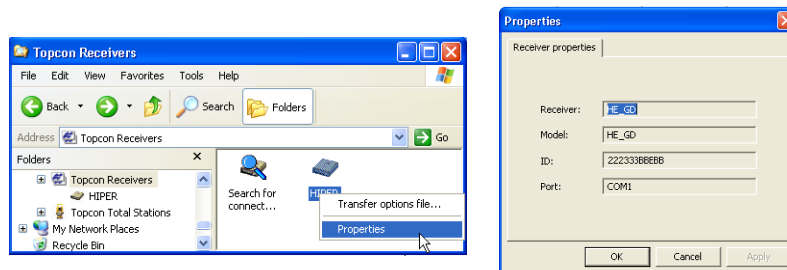 Topcon Receivers
File Edit View Favorites Tools Help
Back Search Folders
Address Topcon Receivers Go
Folders
Topcon Receivers
HIPER
Topcon Total Stations
My Network Places
Recycle Bin
Search for
connect...
HIPER
Transfer options file...
Properties
Properties
Receiver properties
Receiver: HE_GD
Model: HE_GD
ID: 222333BBEBB
Port: COM1
OK Cancel Apply